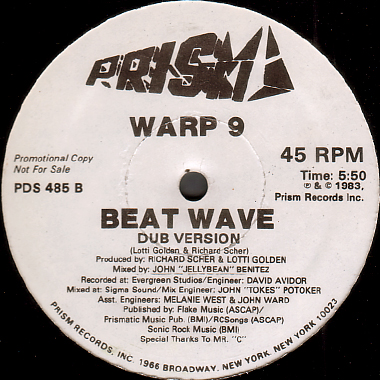 PRISM
WARP 9
Promotional Copy
Not For Sale
PDS 485 B
45 RPM
Time: 5:50
℗ & © 1983,
Prism Records Inc.
BEAT WAVE
DUB VERSION
(Lotti Golden & Richard Scher)
Produced by: RICHARD SCHER & LOTTI GOLDEN
Mixed by: JOHN "JELLYBEAN" BENITEZ
Recorded at: Evergreen Studios/Engineer: DAVID AVIDOR
Mixed at: Sigma Sound/Mix Engineer: JOHN "TOKES" POTOKER
Asst. Engineers: MELANIE WEST & JOHN WARD
Published by: Flake Music (ASCAP)/
Prismatic Music Pub. (BMI)/RCSongs (ASCAP)
Sonic Rock Music (BMI)
Special Thanks To MR. "C"
PRISM RECORDS, INC. 1966 BROADWAY, NEW YORK, NEW YORK 10023